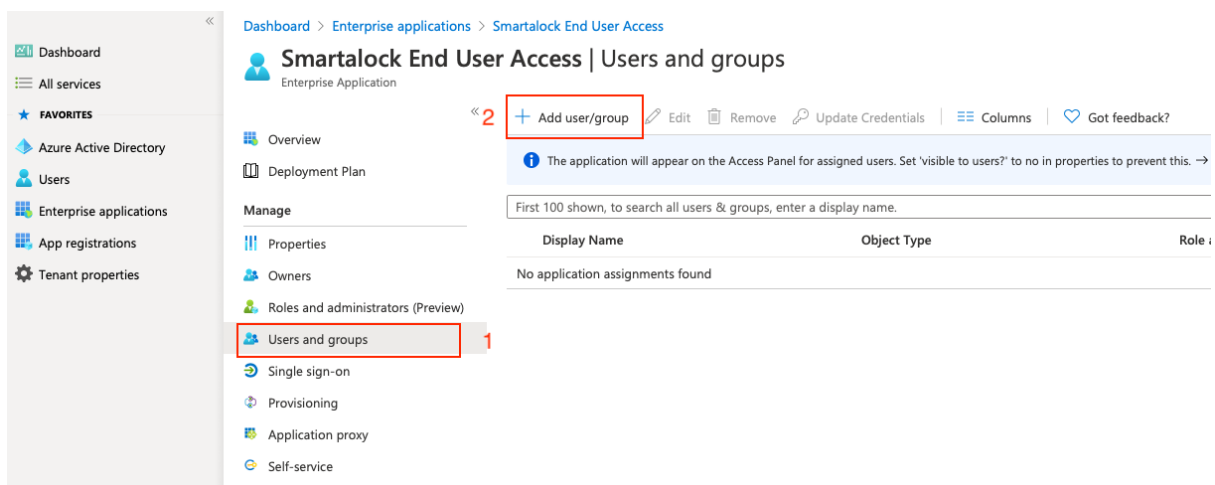 «
Dashboard
All services
FAVORITES
Azure Active Directory
Users
Enterprise applications
App registrations
Tenant properties
Dashboard > Enterprise applications > Smartalock End User Access
Smartalock End User Access | Users and groups
Enterprise Application
«
Overview
Deployment Plan
Manage
Properties
Owners
Roles and administrators (Preview)
Users and groups 1
Single sign-on
Provisioning
Application proxy
Self-service
2 + Add user/group Edit Remove Update Credentials Columns Got feedback?
The application will appear on the Access Panel for assigned users. Set 'visible to users?' to no in properties to prevent this. →
First 100 shown, to search all users & groups, enter a display name.
Display Name Object Type Role
No application assignments found